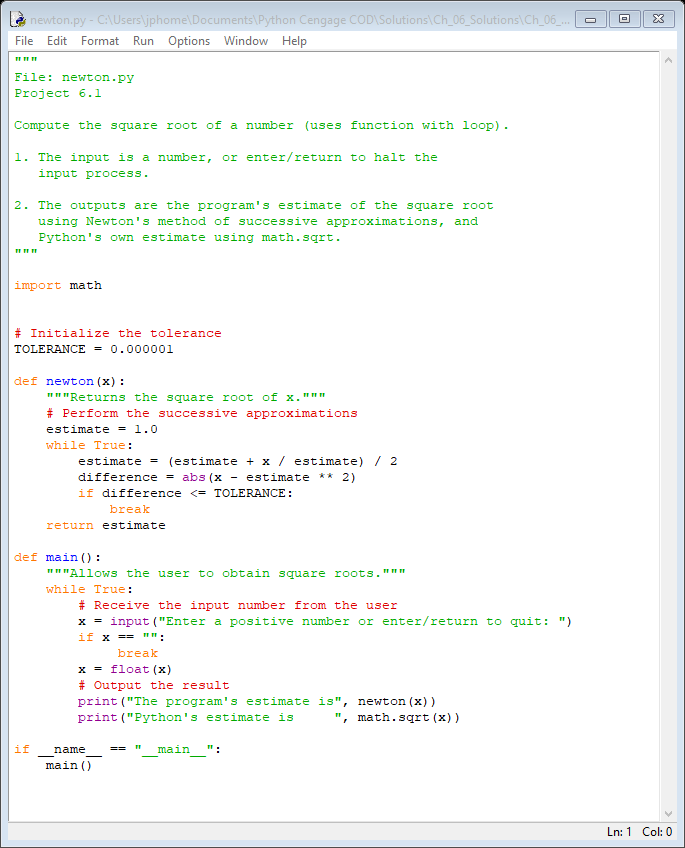 newton.py - C:\Users\jphorne\Documents\Python Cengage COD\Solutions\Ch_06_Solutions\Ch_06_...
File Edit Format Run Options Window Help
"""
File: newton.py
Project 6.1
Compute the square root of a number (uses function with loop).
1. The input is a number, or enter/return to halt the
   input process.
2. The outputs are the program's estimate of the square root
   using Newton's method of successive approximations, and
   Python's own estimate using math.sqrt.
"""
import math
# Initialize the tolerance
TOLERANCE = 0.000001
def newton(x):
    """Returns the square root of x."""
    # Perform the successive approximations
    estimate = 1.0
    while True:
        estimate = (estimate + x / estimate) / 2
        difference = abs(x - estimate ** 2)
        if difference <= TOLERANCE:
            break
    return estimate
def main():
    """Allows the user to obtain square roots."""
    while True:
        # Receive the input number from the user
        x = input("Enter a positive number or enter/return to quit: ")
        if x == "":
             break
        x = float(x)
        # Output the result
        print("The program's estimate is", newton(x))
        print("Python's estimate is     ", math.sqrt(x))
if __name__ == "__main__":
    main()
Ln: 1 Col: 0